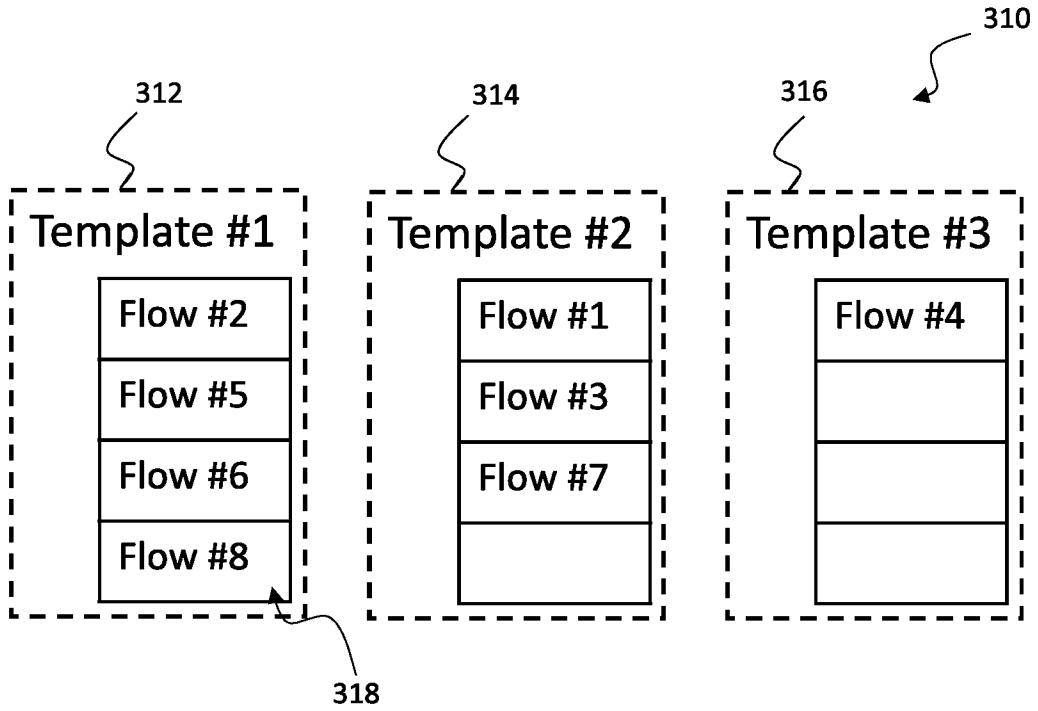 310
312
314
316
Template #1
Template #2
Template #3
Flow #2
Flow #1
Flow #4
Flow #5
Flow #3
Flow #6
Flow #7
Flow #8
318